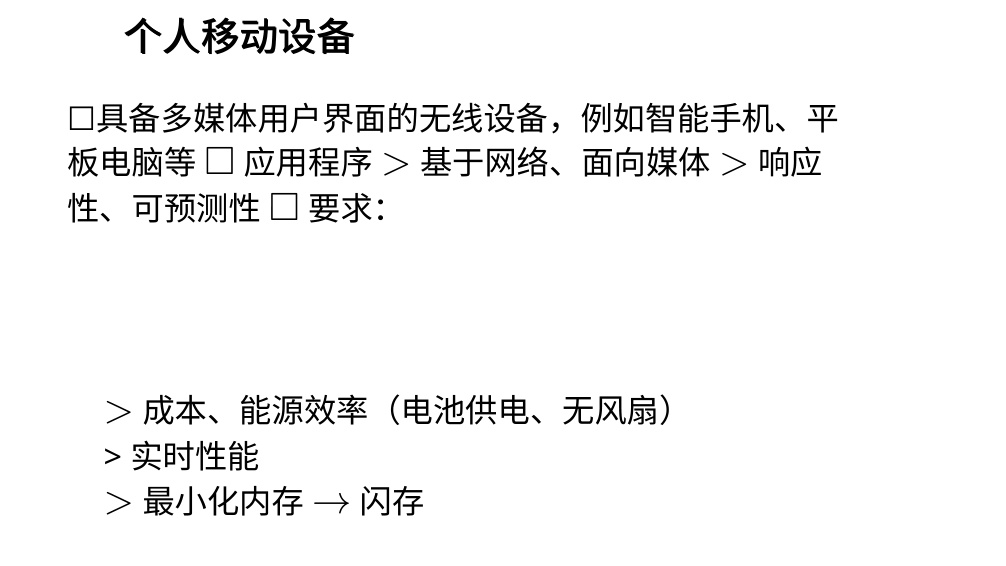 个人移动设备
□具备多媒体用户界面的无线设备，例如智能手机、平
板电脑等 □ 应用程序 > 基于网络、面向媒体 > 响应
性、可预测性 □ 要求：
> 成本、能源效率（电池供电、无风扇）
> 实时性能
> 最小化内存 → 闪存